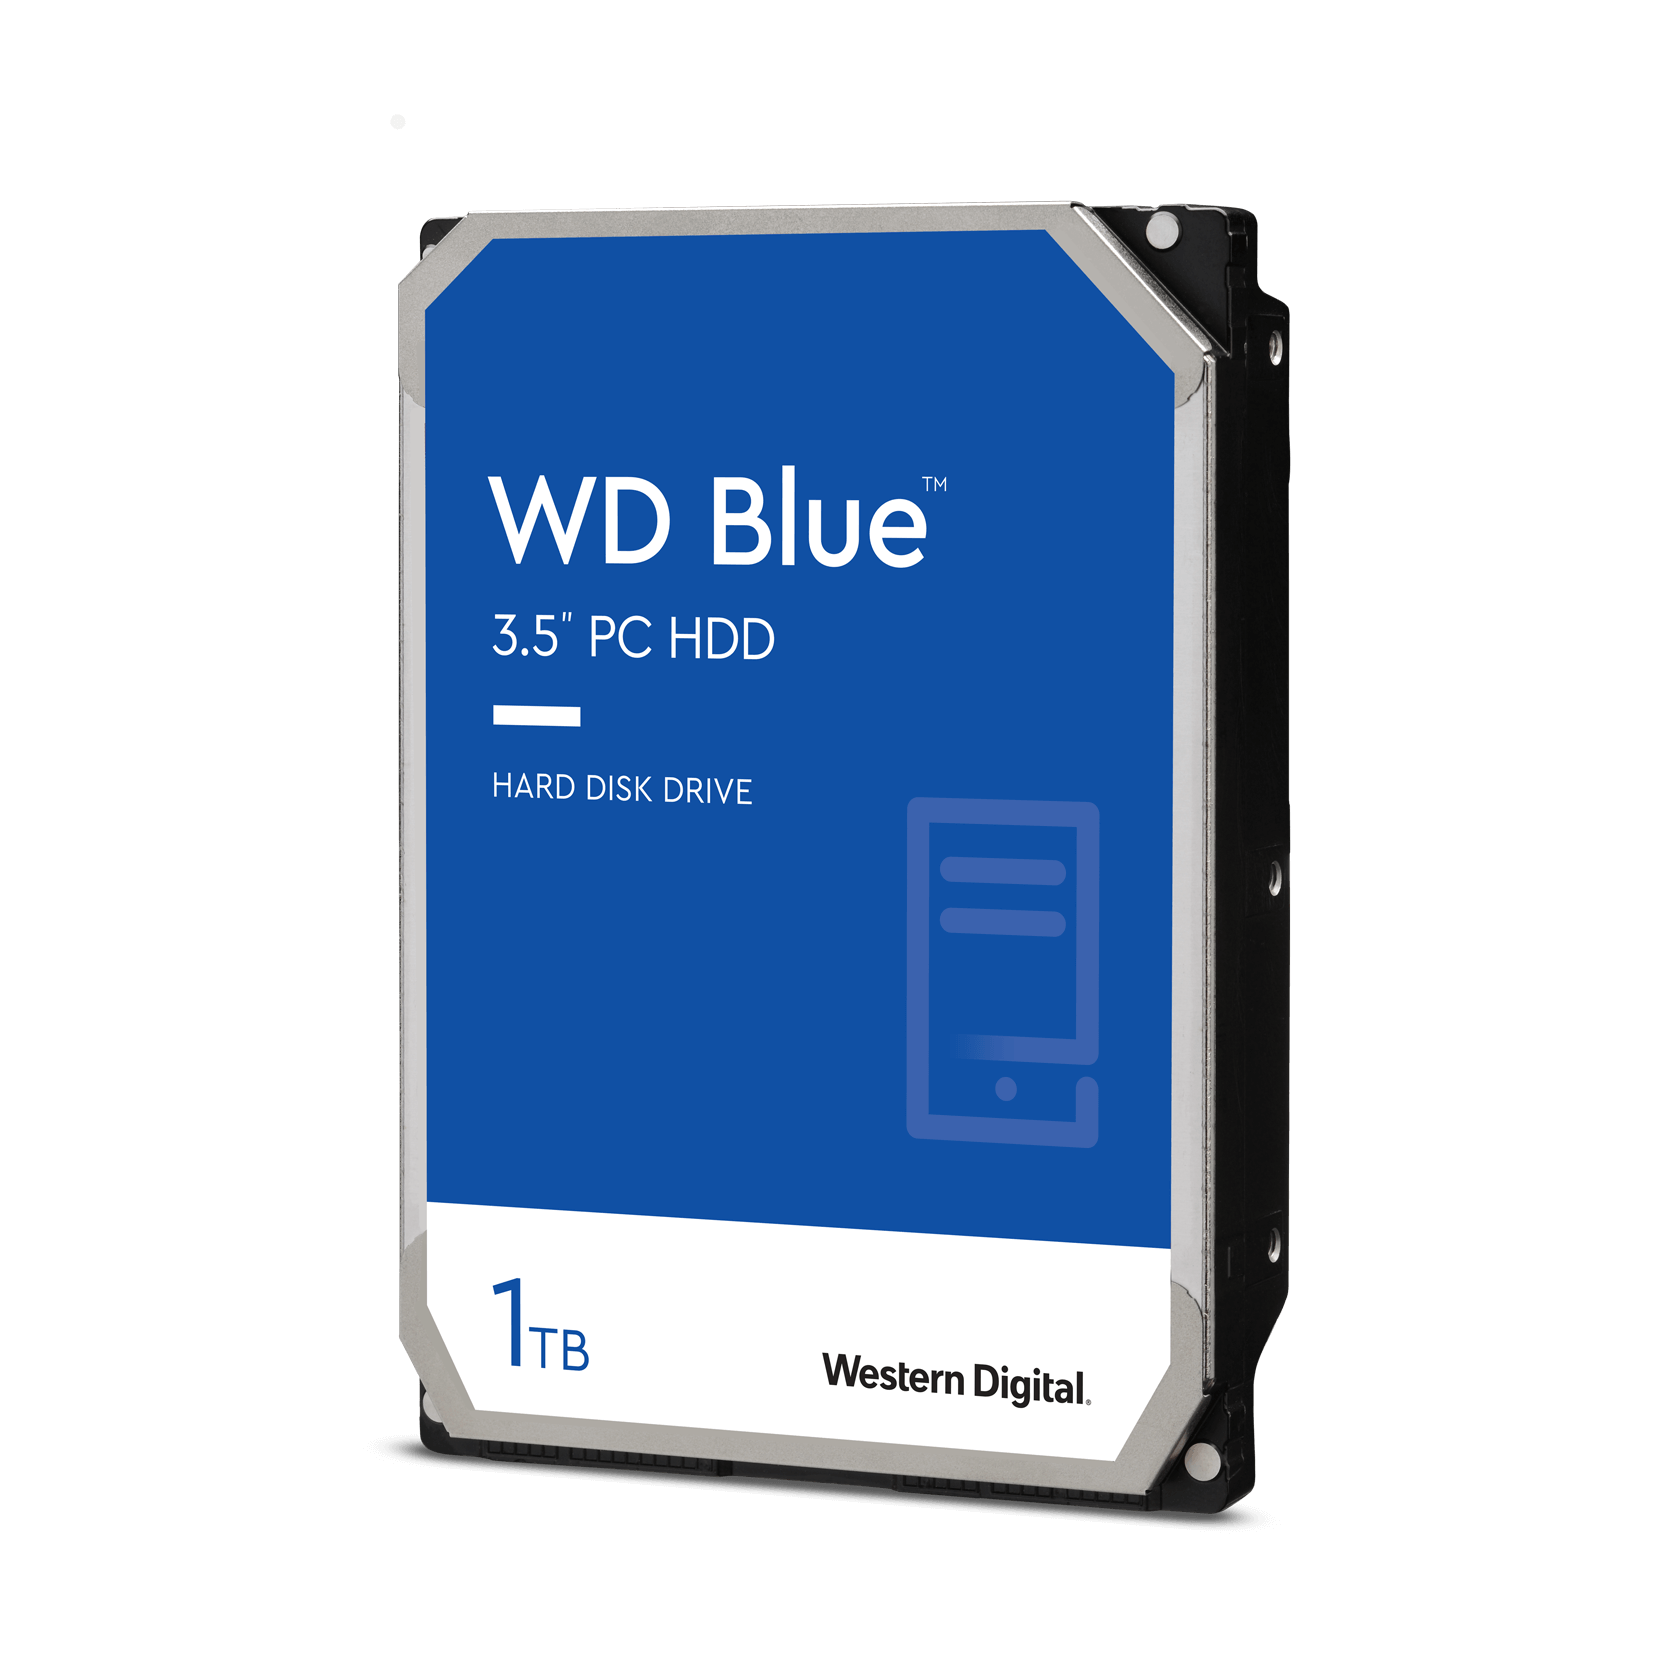 WD Blue™
3.5" PC HDD
HARD DISK DRIVE
1TB
Western Digital®